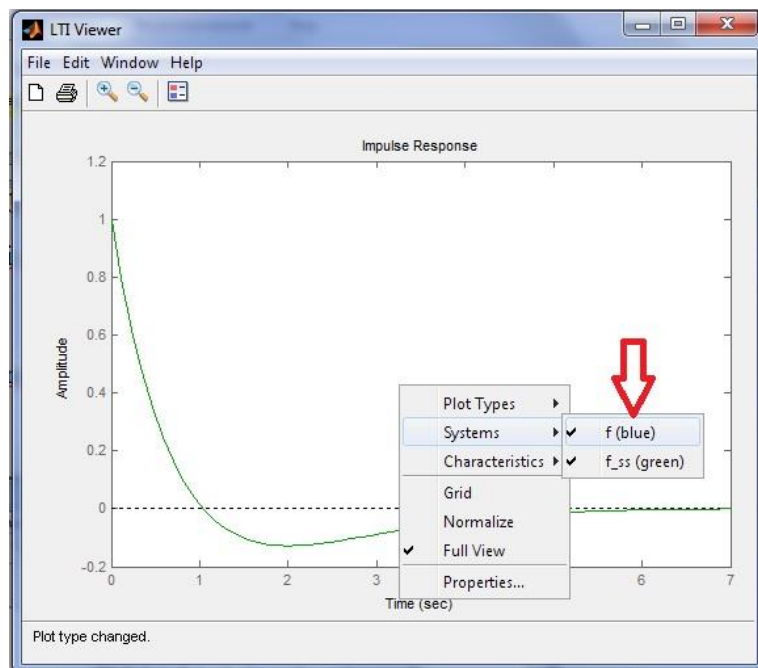 LTI Viewer
File Edit Window Help
Impulse Response
1.2
1
0.8
0.6
0.4
0.2
0
-0.2
Amplitude
0 1 2 3 6 7
Time (sec)
Plot Types
Systems
Characteristics
Grid
Normalize
Full View
Properties...
f (blue)
f_ss (green)
Plot type changed.